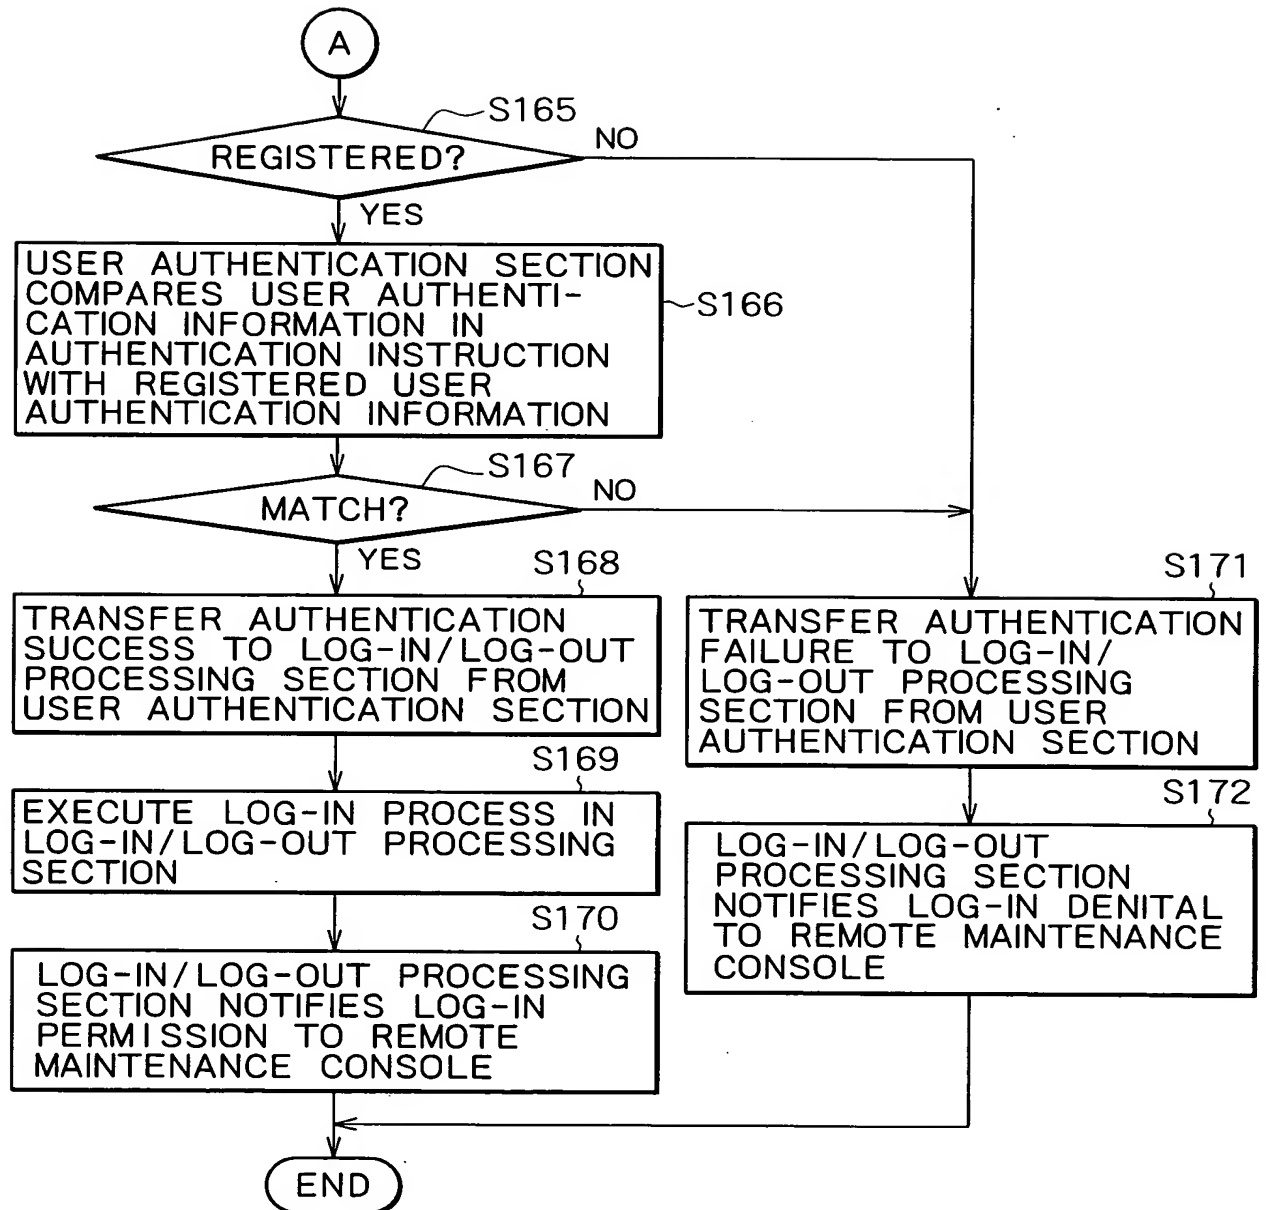 A
S165
REGISTERED?
NO
YES
USER AUTHENTICATION SECTION
COMPARES USER AUTHENTI-
CATION INFORMATION IN
AUTHENTICATION INSTRUCTION
WITH REGISTERED USER
AUTHENTICATION INFORMATION
S166
S167
MATCH?
NO
YES
S168
TRANSFER AUTHENTICATION
SUCCESS TO LOG-IN/LOG-OUT
PROCESSING SECTION FROM
USER AUTHENTICATION SECTION
S169
EXECUTE LOG-IN PROCESS IN
LOG-IN/LOG-OUT PROCESSING
SECTION
S170
LOG-IN/LOG-OUT PROCESSING
SECTION NOTIFIES LOG-IN
PERMISSION TO REMOTE
MAINTENANCE CONSOLE
S171
TRANSFER AUTHENTICATION
FAILURE TO LOG-IN/
LOG-OUT PROCESSING
SECTION FROM USER
AUTHENTICATION SECTION
S172
LOG-IN/LOG-OUT
PROCESSING SECTION
NOTIFIES LOG-IN DENITAL
TO REMOTE MAINTENANCE
CONSOLE
END